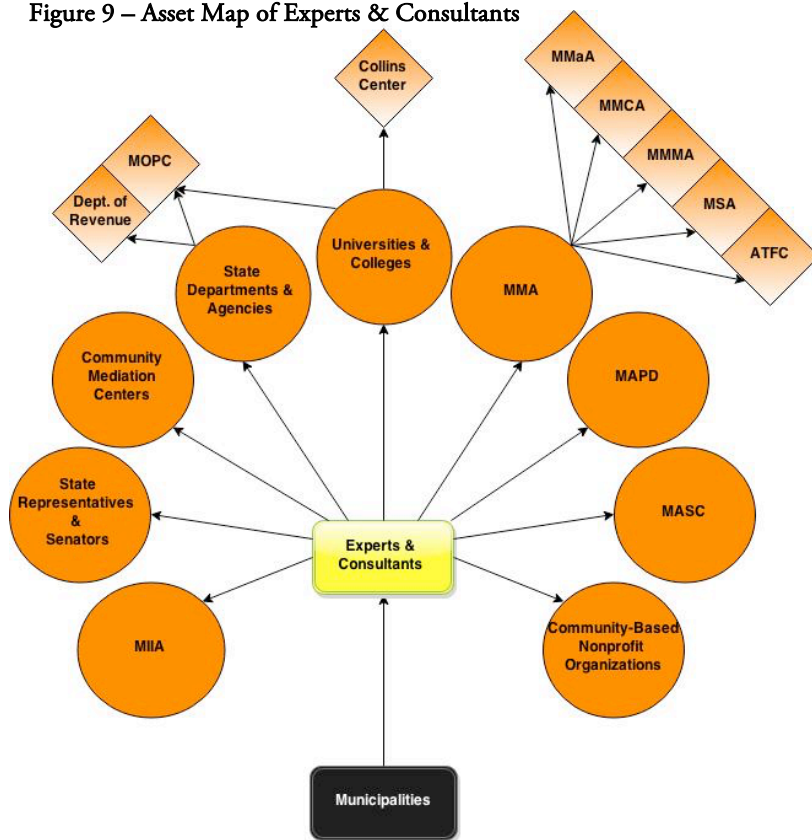 Figure 9 – Asset Map of Experts & Consultants
MMaA
Collins
Center
MMCA
MOPC
MMMA
Dept. of
Revenue
MSA
Universities &
Colleges
ATFC
State
Departments &
Agencies
MMA
Community
Mediation
Centers
MAPD
State
Representatives
&
Senators
MASC
Experts &
Consultants
MIIA
Community-Based
Nonprofit
Organizations
Municipalities